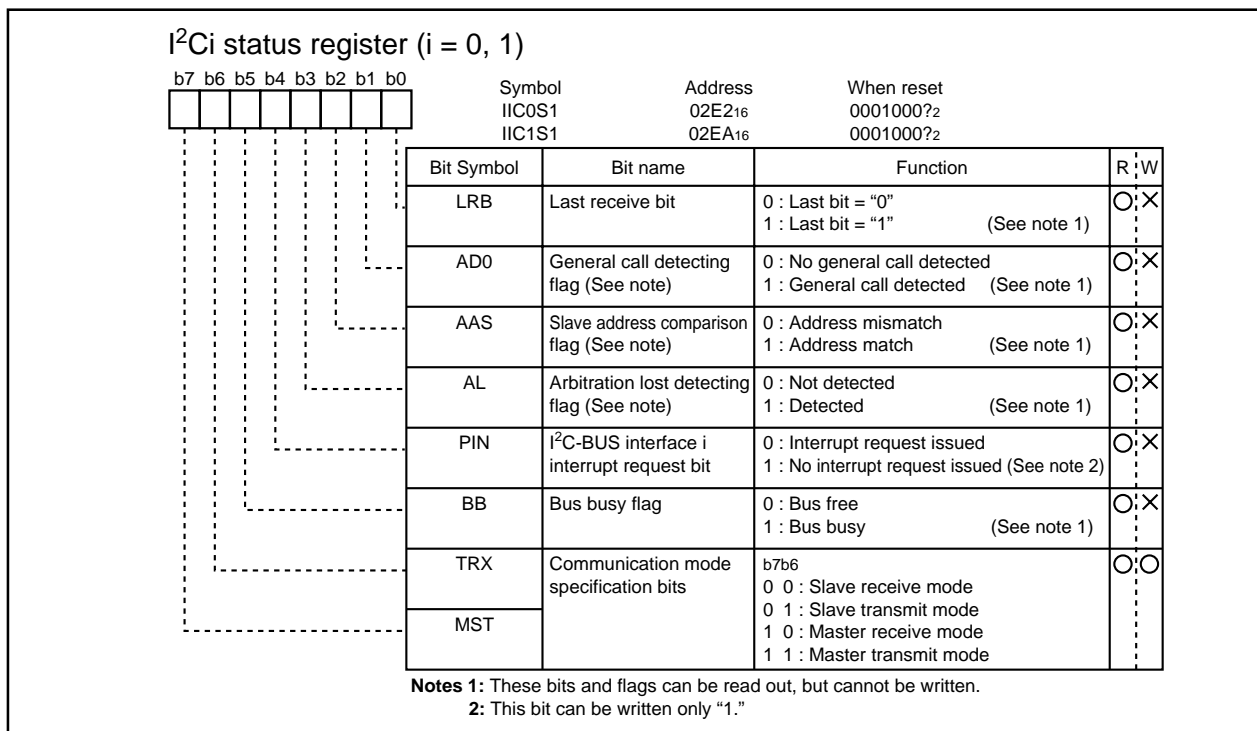 I²Ci status register (i = 0, 1)
b7 b6 b5 b4 b3 b2 b1 b0
Symbol Address When reset
IIC0S1 02E2₁₆ 0001000?₂
IIC1S1 02EA₁₆ 0001000?₂
Bit Symbol Bit name Function R W
LRB Last receive bit 0 : Last bit = “0” ○ ×
1 : Last bit = “1” (See note 1)
AD0 General call detecting 0 : No general call detected ○ ×
flag (See note) 1 : General call detected (See note 1)
AAS Slave address comparison 0 : Address mismatch ○ ×
flag (See note) 1 : Address match (See note 1)
AL Arbitration lost detecting 0 : Not detected ○ ×
flag (See note) 1 : Detected (See note 1)
PIN I²C-BUS interface i 0 : Interrupt request issued ○ ×
interrupt request bit 1 : No interrupt request issued (See note 2)
BB Bus busy flag 0 : Bus free ○ ×
1 : Bus busy (See note 1)
TRX Communication mode b7b6 ○ ○
specification bits 0 0 : Slave receive mode
0 1 : Slave transmit mode
MST 1 0 : Master receive mode
1 1 : Master transmit mode
Notes 1: These bits and flags can be read out, but cannot be written.
2: This bit can be written only “1.”